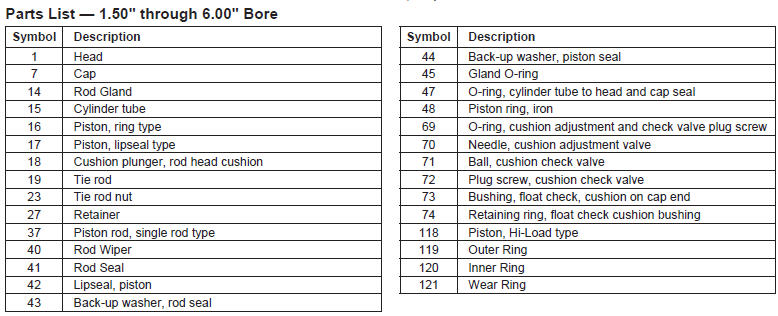 Parts List — 1.50" through 6.00" Bore
Symbol Description
1 Head
7 Cap
14 Rod Gland
15 Cylinder tube
16 Piston, ring type
17 Piston, lipseal type
18 Cushion plunger, rod head cushion
19 Tie rod
23 Tie rod nut
27 Retainer
37 Piston rod, single rod type
40 Rod Wiper
41 Rod Seal
42 Lipseal, piston
43 Back-up washer, rod seal
Symbol Description
44 Back-up washer, piston seal
45 Gland O-ring
47 O-ring, cylinder tube to head and cap seal
48 Piston ring, iron
69 O-ring, cushion adjustment and check valve plug screw
70 Needle, cushion adjustment valve
71 Ball, cushion check valve
72 Plug screw, cushion check valve
73 Bushing, float check, cushion on cap end
74 Retaining ring, float check cushion bushing
118 Piston, Hi-Load type
119 Outer Ring
120 Inner Ring
121 Wear Ring